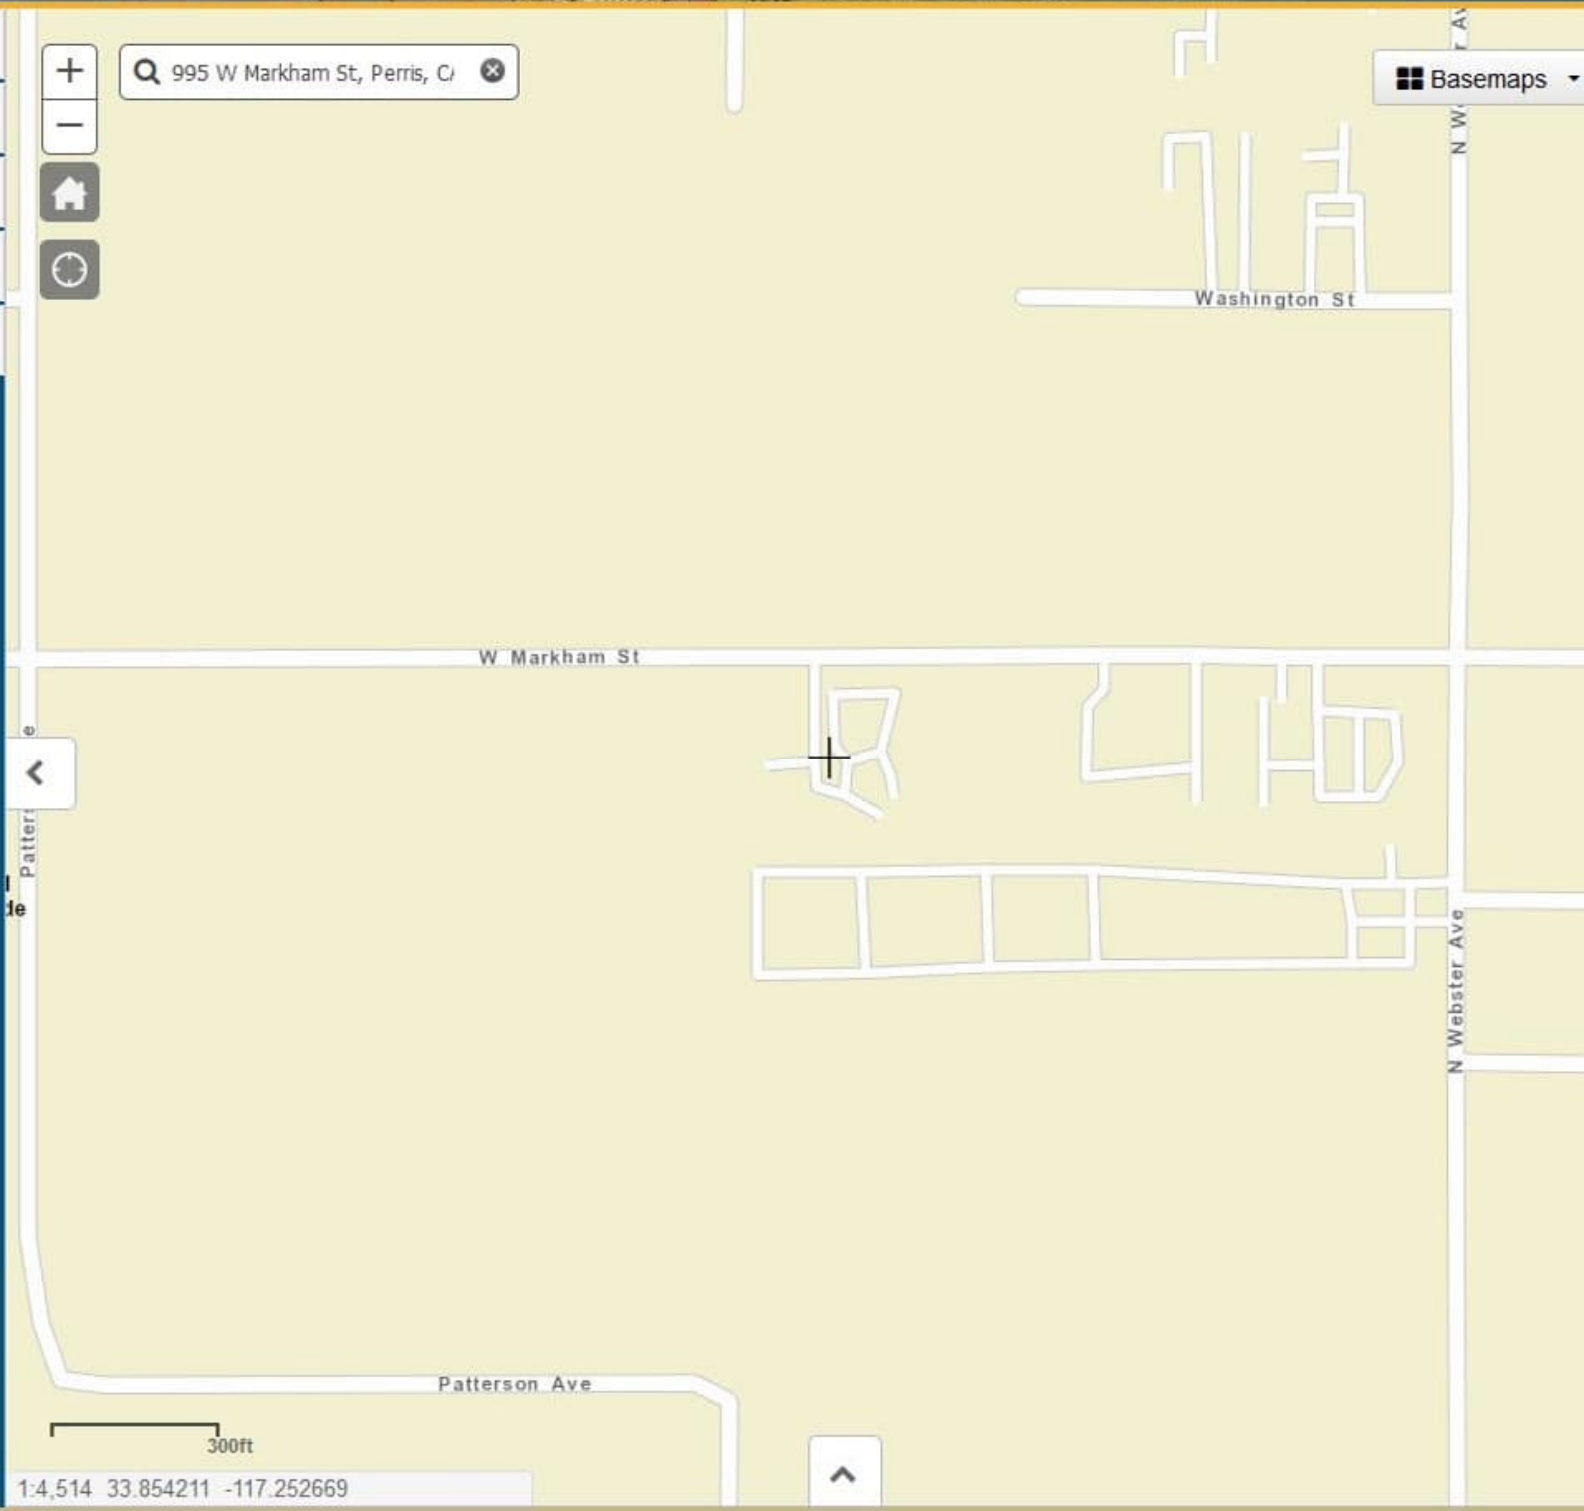 995 W Markham St, Perris, C
Basemaps
Washington St
W Markham St
N Webster Ave
Patterson Ave
300ft
1:4,514 33.854211 -117.252669